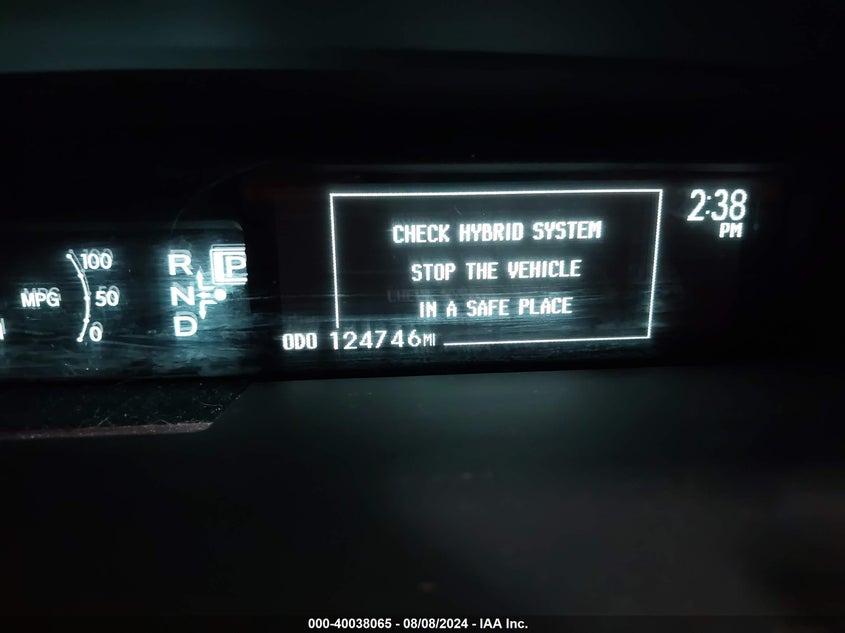 100
MPG 50
0
R P
N
D
CHECK HYBRID SYSTEM
STOP THE VEHICLE
IN A SAFE PLACE
ODO 124746MI
2:38
PM
000-40038065 - 08/08/2024 - IAA Inc.